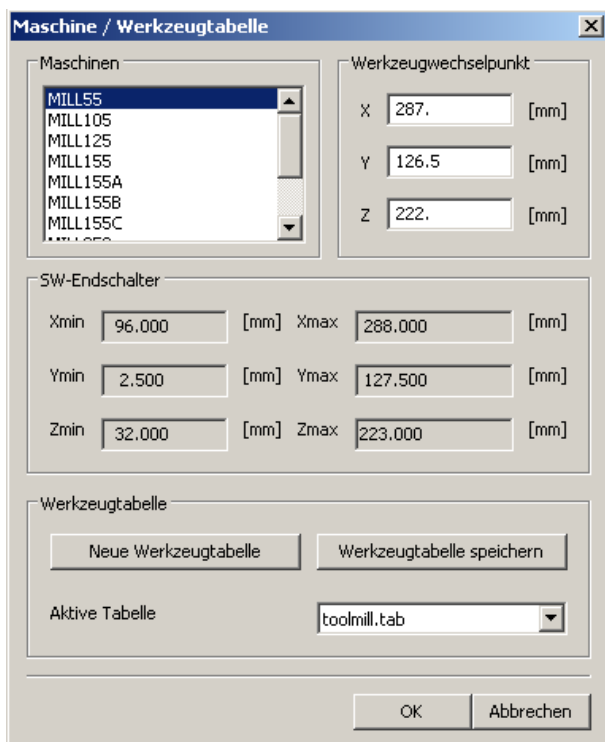 Maschine / Werkzeugtabelle
Maschinen
MILL55
MILL105
MILL125
MILL155
MILL155A
MILL155B
MILL155C
Werkzeugwechselpunkt
X 287. [mm]
Y 126.5 [mm]
Z 222. [mm]
SW-Endschalter
Xmin 96.000 [mm] Xmax 288.000 [mm]
Ymin 2.500 [mm] Ymax 127.500 [mm]
Zmin 32.000 [mm] Zmax 223.000 [mm]
Werkzeugtabelle
Neue Werkzeugtabelle Werkzeugtabelle speichern
Aktive Tabelle toolmill.tab
OK Abbrechen